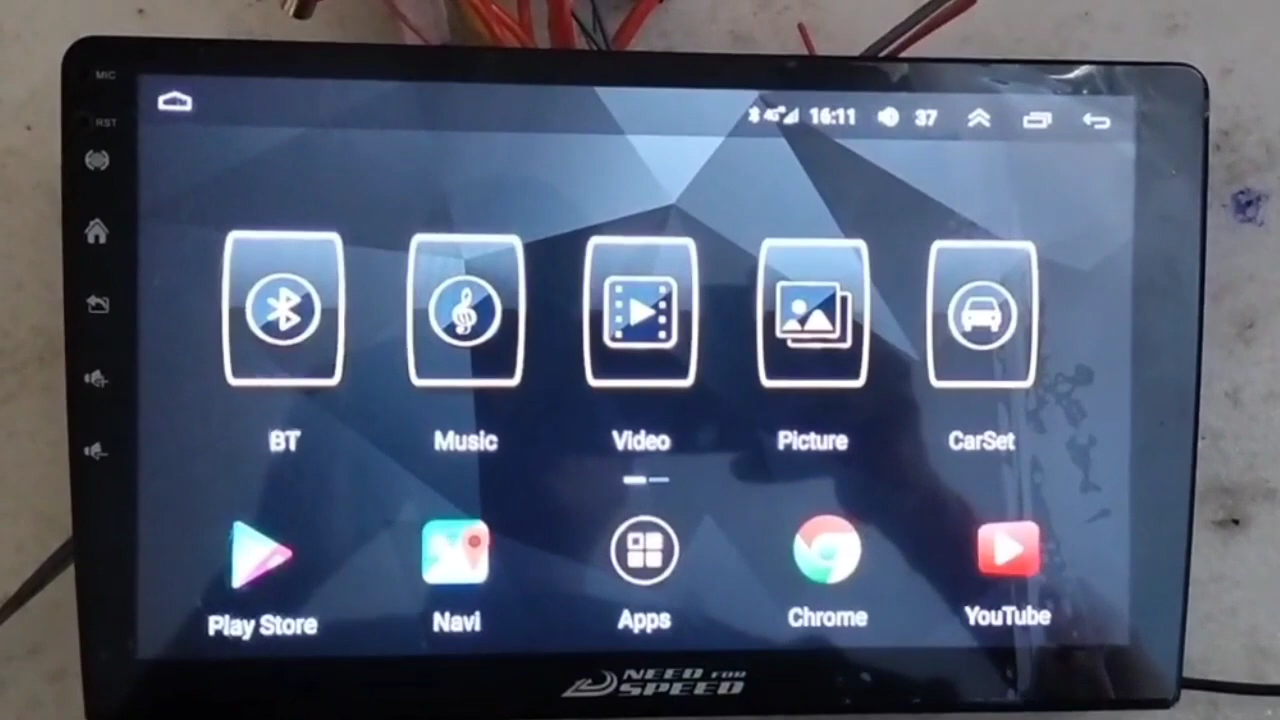 MIC
RST
4G 16:11 37
BT Music Video Picture CarSet
Play Store Navi Apps Chrome YouTube
NEED FOR
SPEED